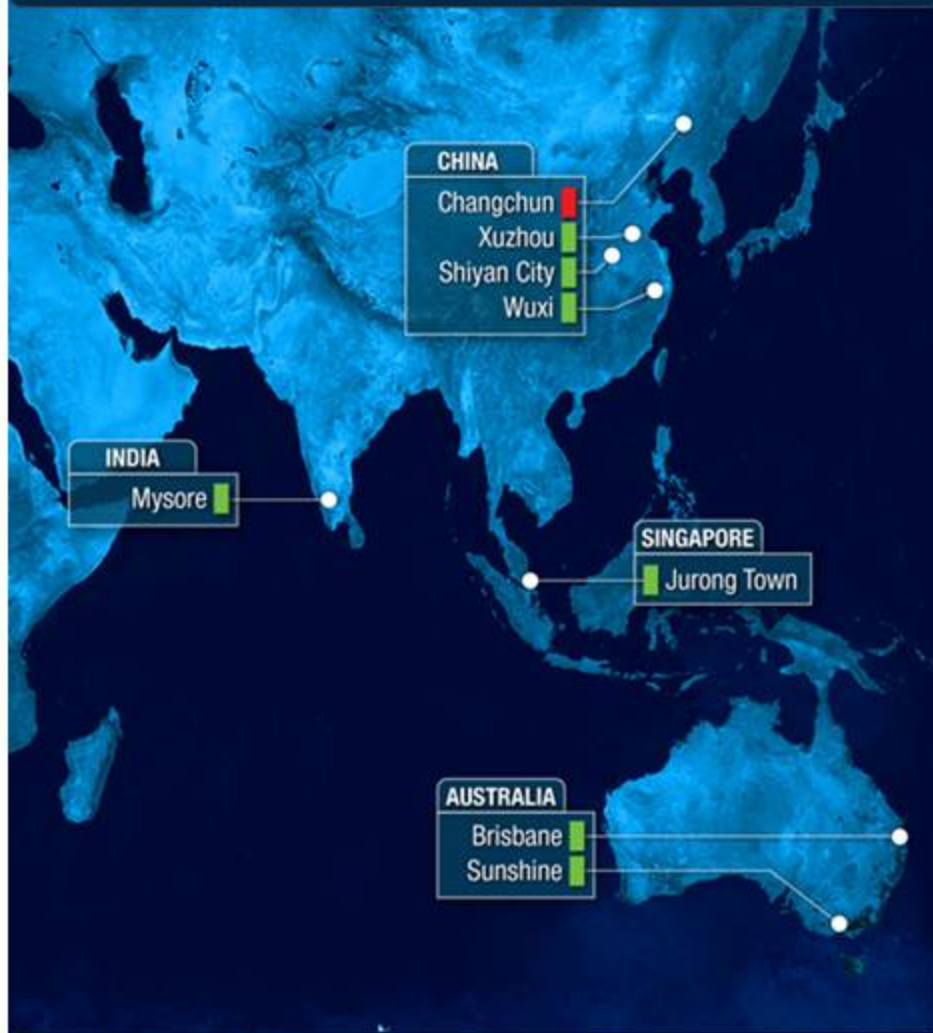 CHINA
Changchun
Xuzhou
Shiyan City
Wuxi
INDIA
Mysore
SINGAPORE
Jurong Town
AUSTRALIA
Brisbane
Sunshine